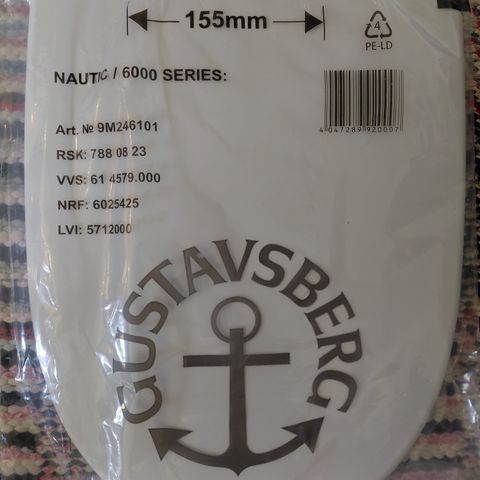 155mm
4
PE-LD
NAUTIC / 6000 SERIES:
Art. № 9M246101
RSK: 788 08 23
VVS: 61 4579.000
NRF: 6025425
LVI: 5712000
4 047289 920007
GUSTAVSBERG